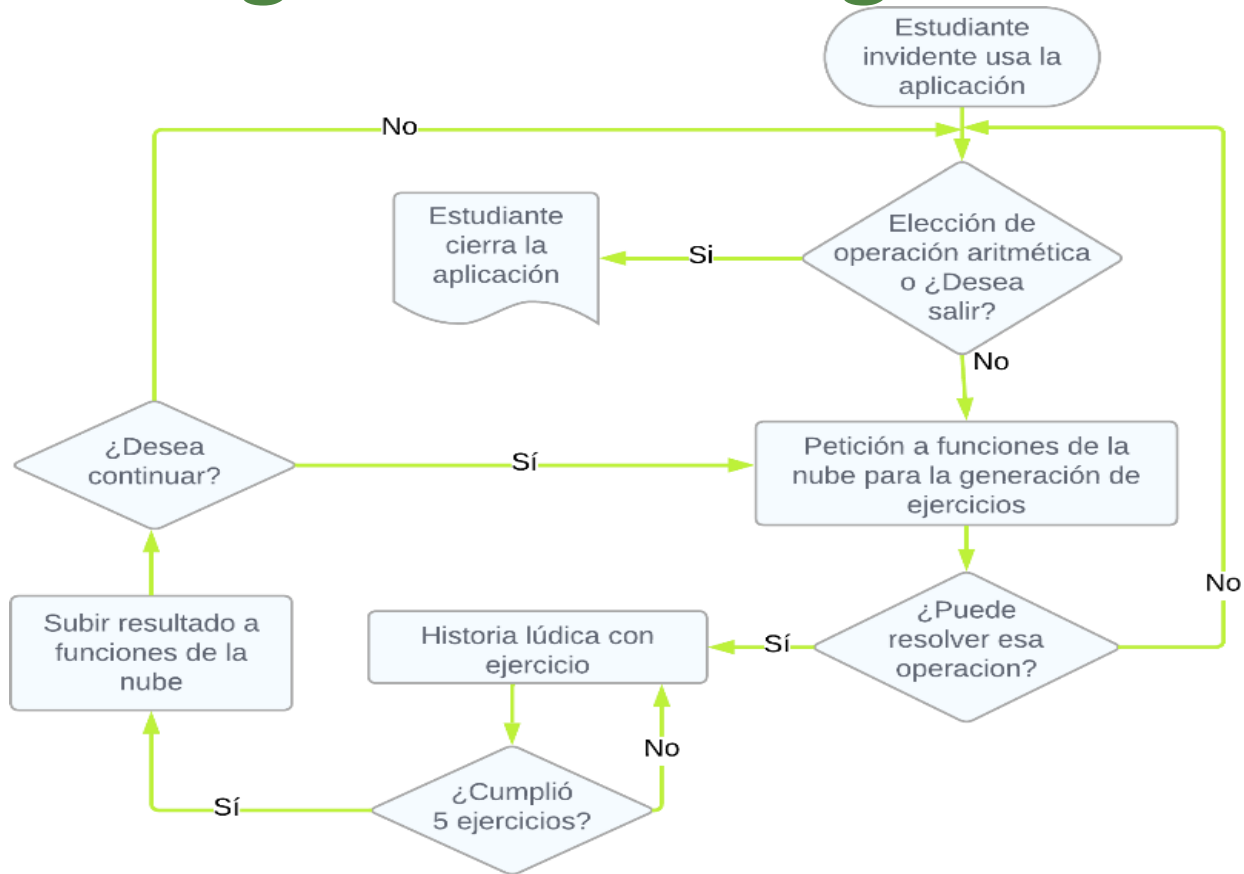 Estudiante
invidente usa la
aplicación
No
Estudiante
cierra la
aplicación
Si
Elección de
operación aritmética
o ¿Desea
salir?
No
¿Desea
continuar?
Sí
Petición a funciones de la
nube para la generación de
ejercicios
No
Subir resultado a
funciones de la
nube
Historia lúdica con
ejercicio
Sí
¿Puede
resolver esa
operacion?
No
Sí
¿Cumplió
5 ejercicios?